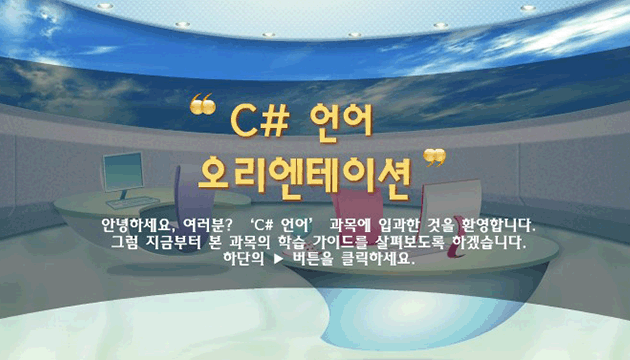 “ C# 언어
오리엔테이션 ”
안녕하세요, 여러분? ‘C# 언어’ 과목에 입과한 것을 환영합니다.
그럼 지금부터 본 과목의 학습 가이드를 살펴보도록 하겠습니다.
하단의 ▶ 버튼을 클릭하세요.